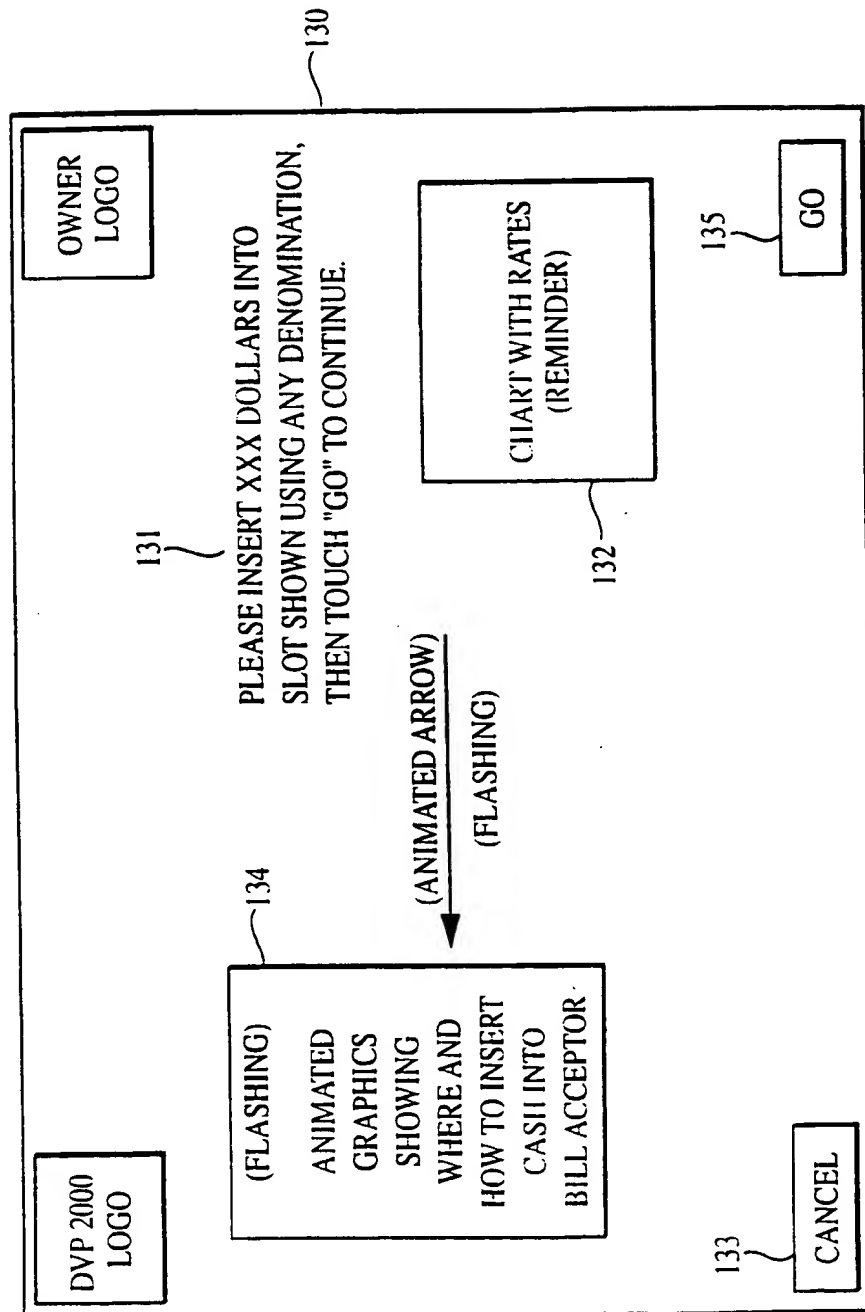 DVP 2000
LOGO
OWNER
LOGO
131
PLEASE INSERT XXX DOLLARS INTO
SLOT SHOWN USING ANY DENOMINATION,
THEN TOUCH "GO" TO CONTINUE.
130
134
(FLASHING)
ANIMATED
GRAPHICS
SHOWING
WHERE AND
HOW TO INSERT
CASH INTO
BILL ACCEPTOR
(ANIMATED ARROW)
(FLASHING)
CHART WITH RATES
(REMINDER)
132
133
CANCEL
135
GO